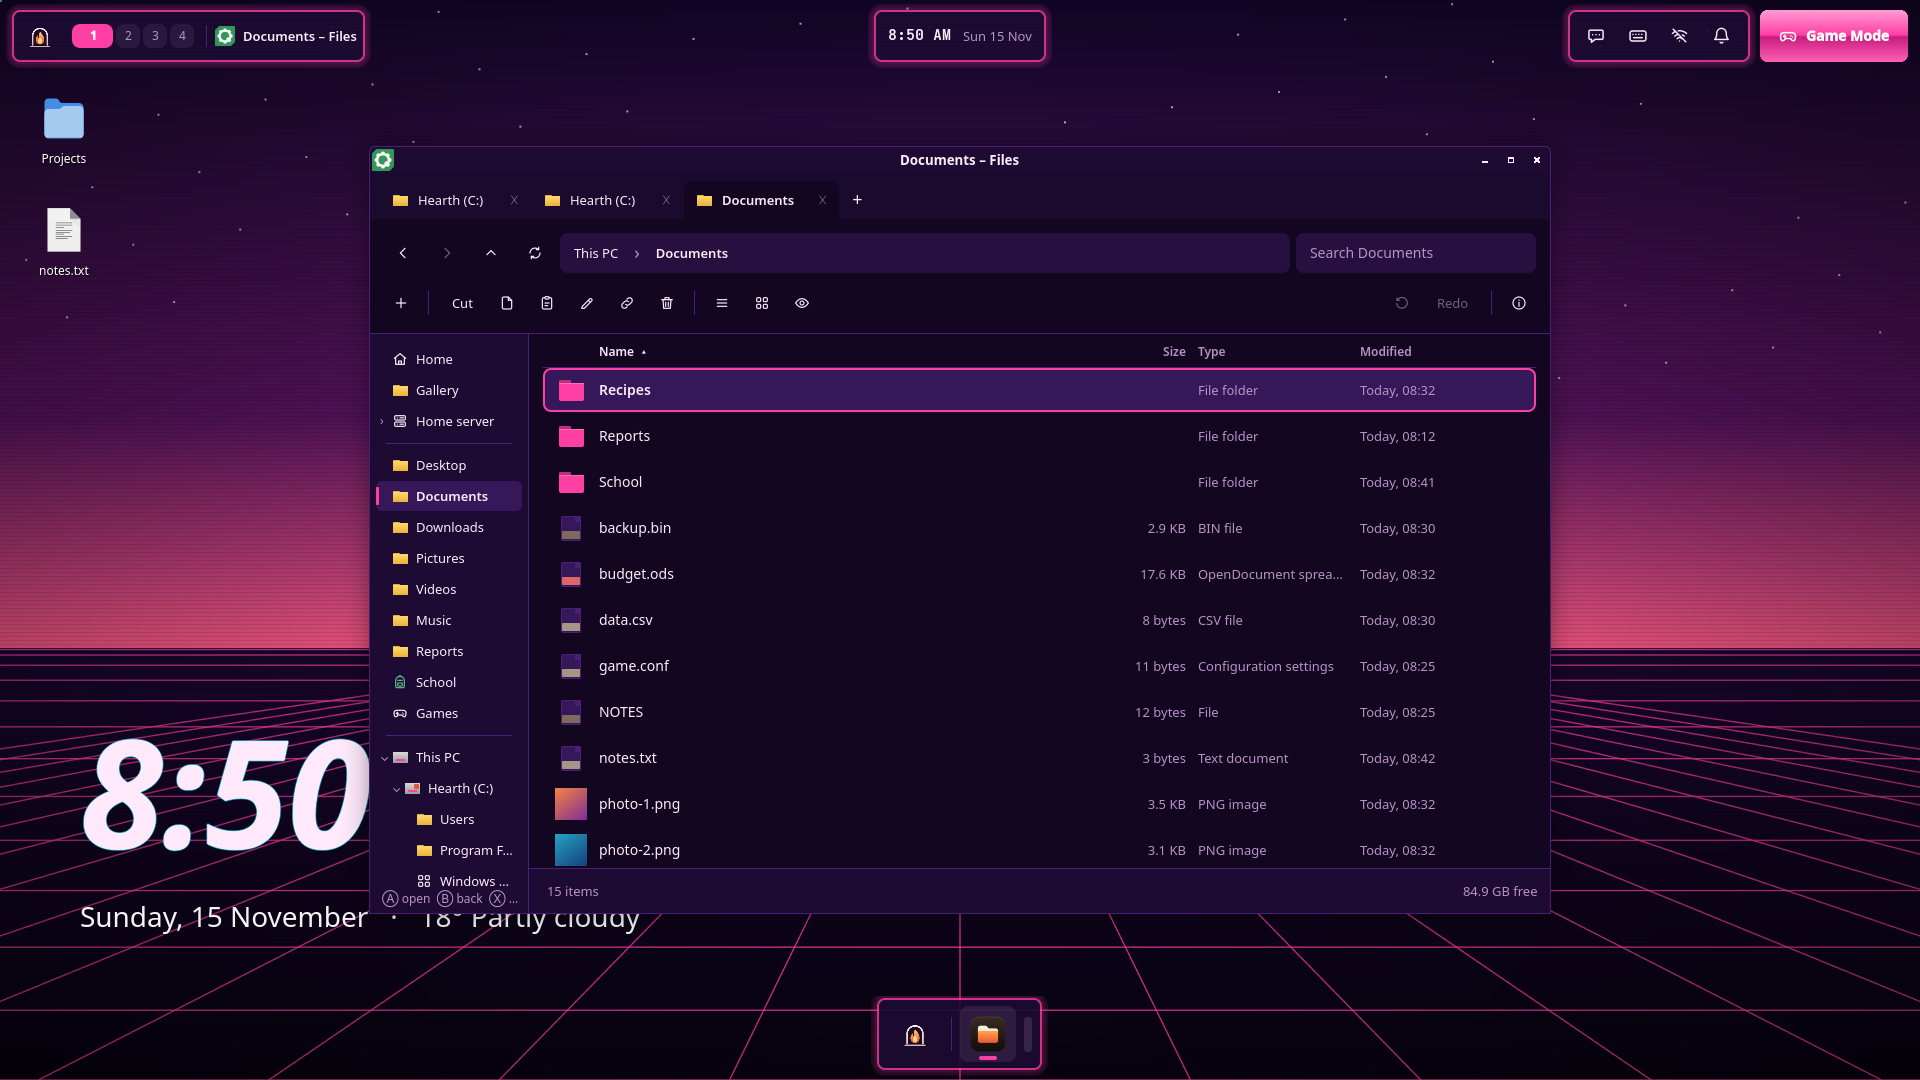 1 2 3 4 Documents – Files
8:50 AM Sun 15 Nov
Game Mode
Projects
notes.txt
Documents – Files
Hearth (C:) X Hearth (C:) X Documents X +
This PC › Documents
Search Documents
Cut
Redo
Home
Gallery
Home server
Desktop
Documents
Downloads
Pictures
Videos
Music
Reports
School
Games
This PC
Hearth (C:)
Users
Program F...
Windows ...
A open B back X ...
Name Size Type Modified
Recipes File folder Today, 08:32
Reports File folder Today, 08:12
School File folder Today, 08:41
backup.bin 2.9 KB BIN file Today, 08:30
budget.ods 17.6 KB OpenDocument sprea... Today, 08:32
data.csv 8 bytes CSV file Today, 08:30
game.conf 11 bytes Configuration settings Today, 08:25
NOTES 12 bytes File Today, 08:25
notes.txt 3 bytes Text document Today, 08:42
photo-1.png 3.5 KB PNG image Today, 08:32
photo-2.png 3.1 KB PNG image Today, 08:32
15 items 84.9 GB free
8:50
Sunday, 15 November · 18° Partly cloudy